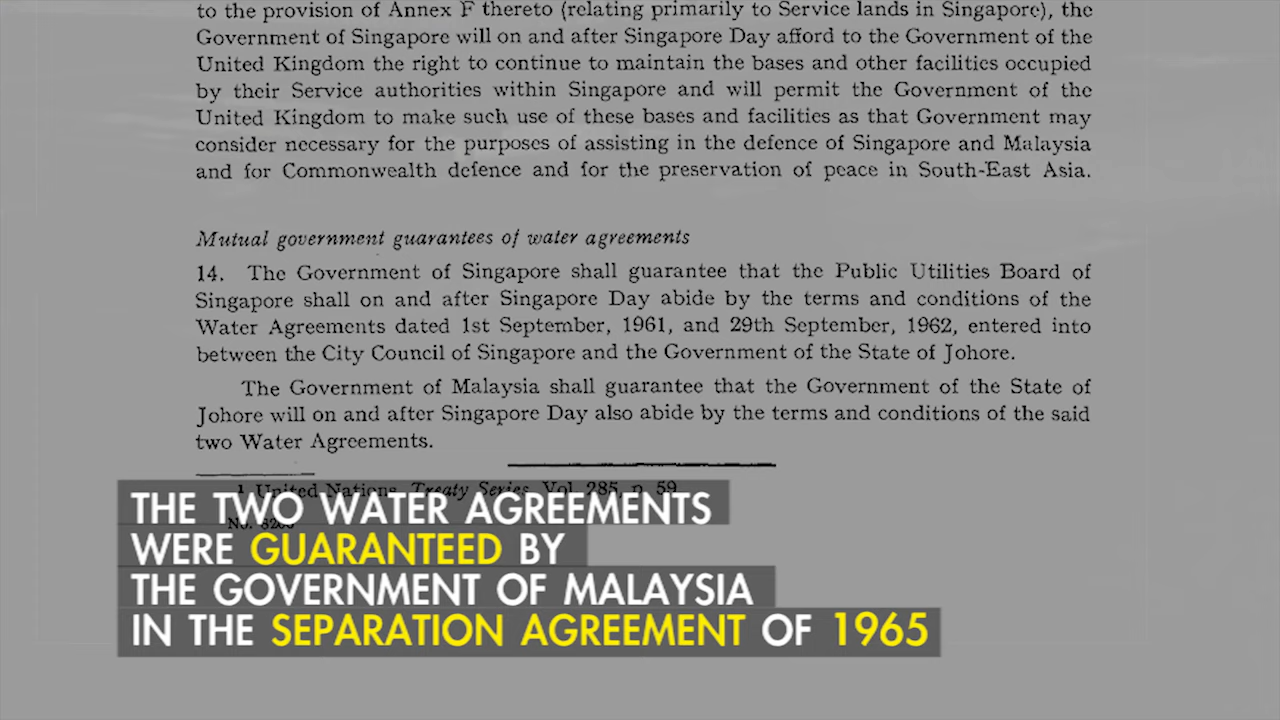 to the provision of Annex F thereto (relating primarily to Service lands in Singapore), the
Government of Singapore will on and after Singapore Day afford to the Government of the
United Kingdom the right to continue to maintain the bases and other facilities occupied
by their Service authorities within Singapore and will permit the Government of the
United Kingdom to make such use of these bases and facilities as that Government may
consider necessary for the purposes of assisting in the defence of Singapore and Malaysia
and for Commonwealth defence and for the preservation of peace in South-East Asia.
Mutual government guarantees of water agreements
14. The Government of Singapore shall guarantee that the Public Utilities Board of
Singapore shall on and after Singapore Day abide by the terms and conditions of the
Water Agreements dated 1st September, 1961, and 29th September, 1962, entered into
between the City Council of Singapore and the Government of the State of Johore.
The Government of Malaysia shall guarantee that the Government of the State of
Johore will on and after Singapore Day also abide by the terms and conditions of the said
two Water Agreements.
1 United Nations, Treaty Series, Vol. 285, p. 59.
No.
THE TWO WATER AGREEMENTS
WERE GUARANTEED BY
THE GOVERNMENT OF MALAYSIA
IN THE SEPARATION AGREEMENT OF 1965